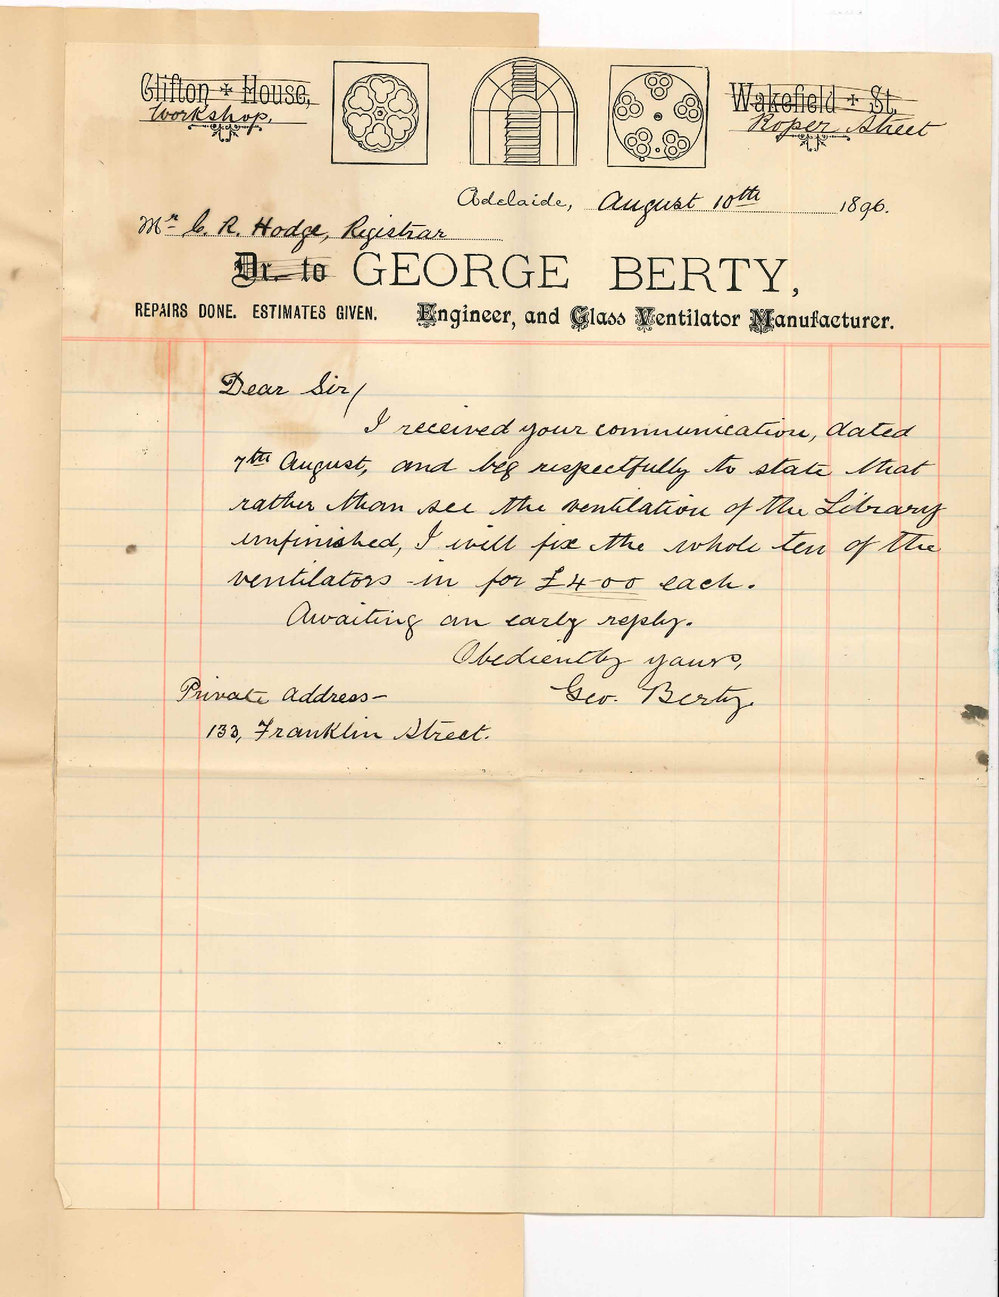 Clifton House,
Workshop,
Wakefield St.
Roper Street
Adelaide, August 10th 1896.
Mr C. R. Hodge, Registrar
Dr. to GEORGE BERTY,
REPAIRS DONE. ESTIMATES GIVEN. Engineer, and Glass Ventilator Manufacturer.
Dear Sir/
I received your communication, dated
7th August, and beg respectfully to state that
rather than see the ventilation of the Library
unfinished, I will fix the whole ten of the
ventilators in for £4-0-0 each.
Awaiting an early reply.
Obediently yours,
Geo. Berty.
Private address-
133, Franklin Street.